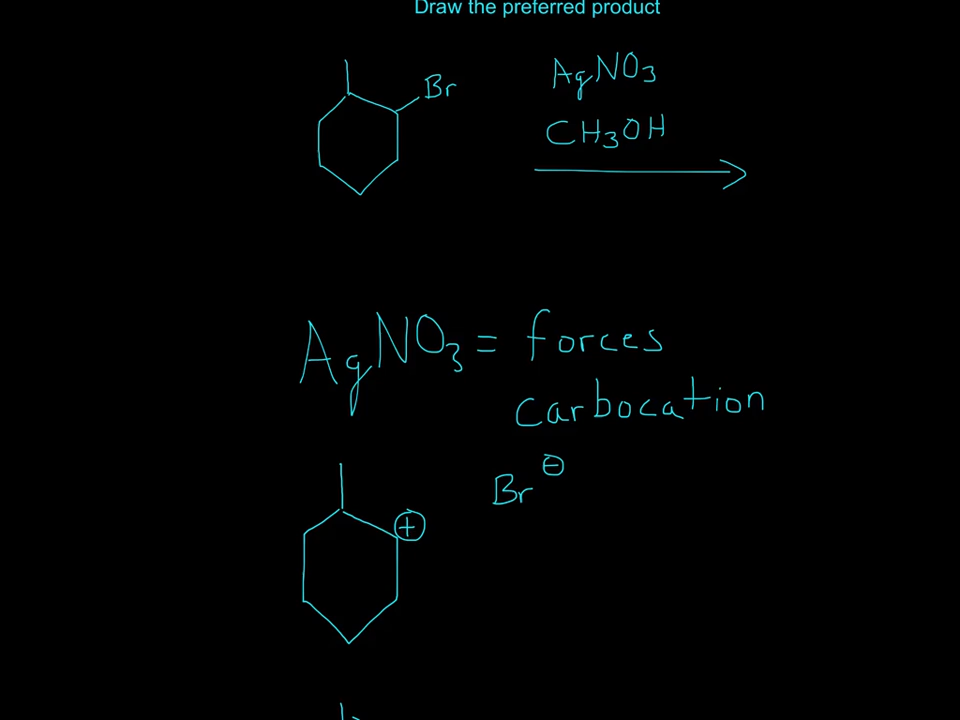 Draw the preferred product
Br
AgNO3
CH3OH
AgNO3 = forces
carbocation
+
Br ⊖